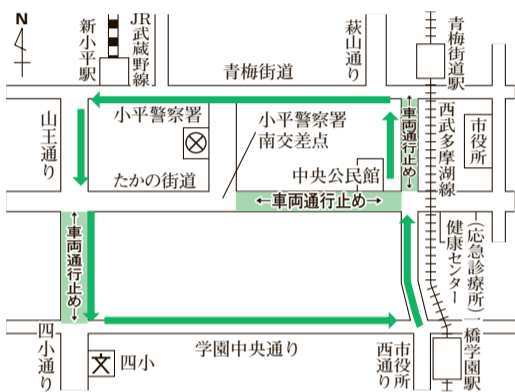 N
新小平駅
JR武蔵野線
萩山通り
青梅街道駅
青梅街道
山王通り
小平警察署
小平警察署
南交差点
←車両通行止め→
西武多摩湖線
市役所
たかの街道
中央公民館
←車両通行止め→
←車両通行止め→
健康センター
(応急診療所)
四小通り
文
四小
学園中央通り
市役所
西通り
一橋学園駅